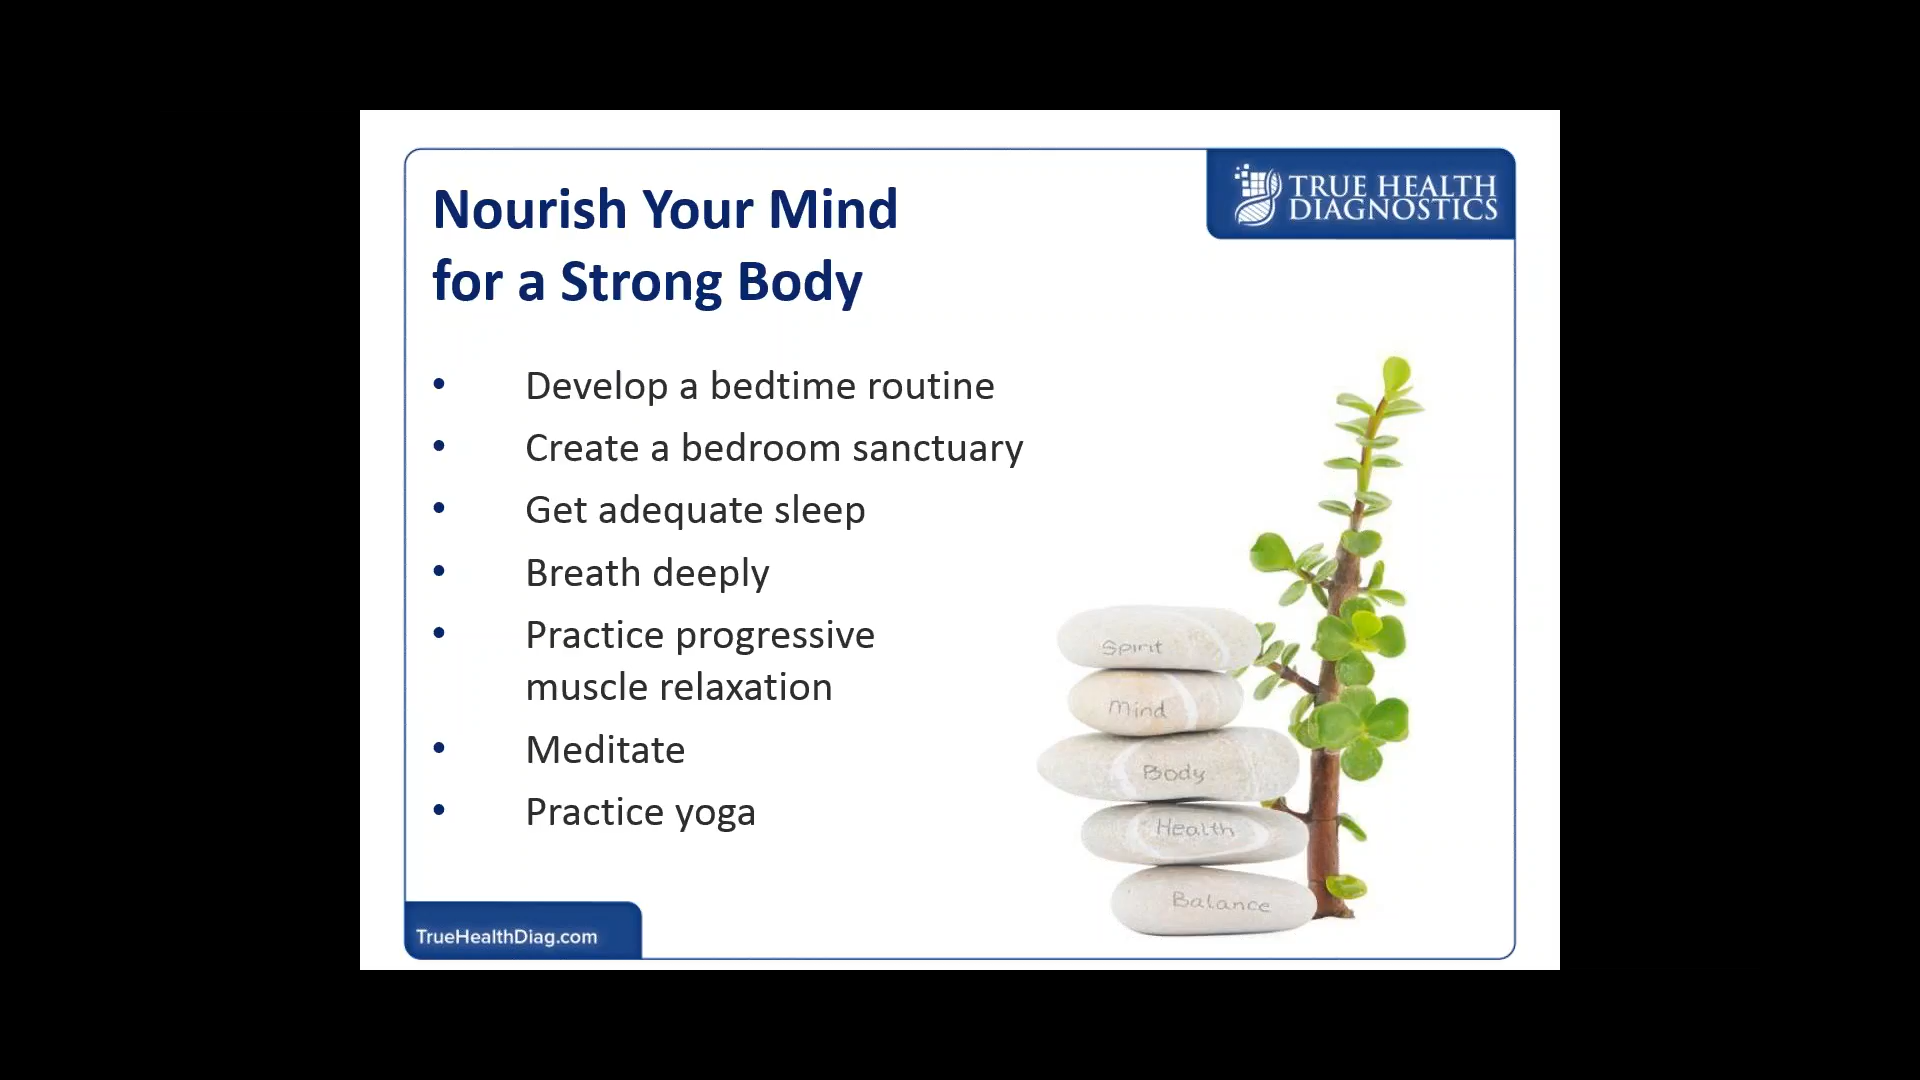 Nourish Your Mind
for a Strong Body
TRUE HEALTH
DIAGNOSTICS
• Develop a bedtime routine
• Create a bedroom sanctuary
• Get adequate sleep
• Breath deeply
• Practice progressive
muscle relaxation
• Meditate
• Practice yoga
Spirit
Mind
Body
Health
Balance
TrueHealthDiag.com